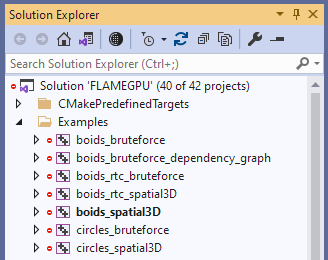 Solution Explorer
Search Solution Explorer (Ctrl+;)
Solution 'FLAMEGPU' (40 of 42 projects)
CMakePredefinedTargets
Examples
boids_bruteforce
boids_bruteforce_dependency_graph
boids_rtc_bruteforce
boids_rtc_spatial3D
boids_spatial3D
circles_bruteforce
circles_spatial3D